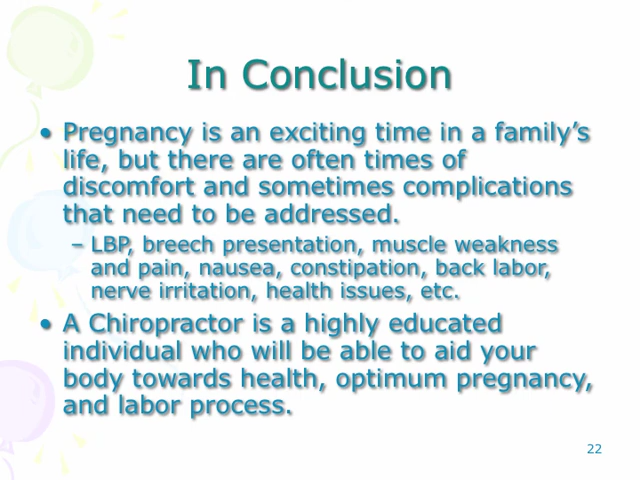 In Conclusion
• Pregnancy is an exciting time in a family’s
life, but there are often times of
discomfort and sometimes complications
that need to be addressed.
– LBP, breech presentation, muscle weakness
and pain, nausea, constipation, back labor,
nerve irritation, health issues, etc.
• A Chiropractor is a highly educated
individual who will be able to aid your
body towards health, optimum pregnancy,
and labor process.
22